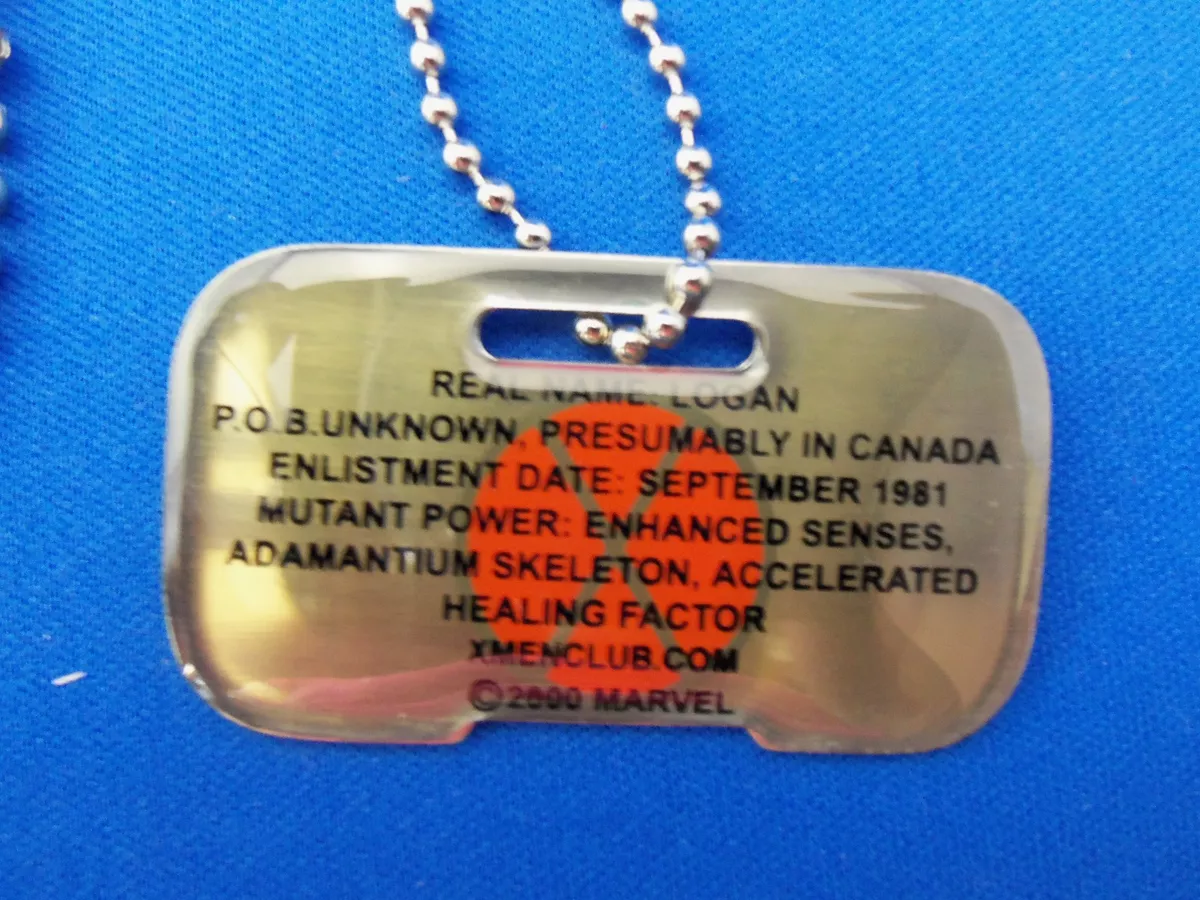 REAL NAME: LOGAN
P.O.B.UNKNOWN, PRESUMABLY IN CANADA
ENLISTMENT DATE: SEPTEMBER 1981
MUTANT POWER: ENHANCED SENSES,
ADAMANTIUM SKELETON, ACCELERATED
HEALING FACTOR
XMENCLUB.COM
©2000 MARVEL